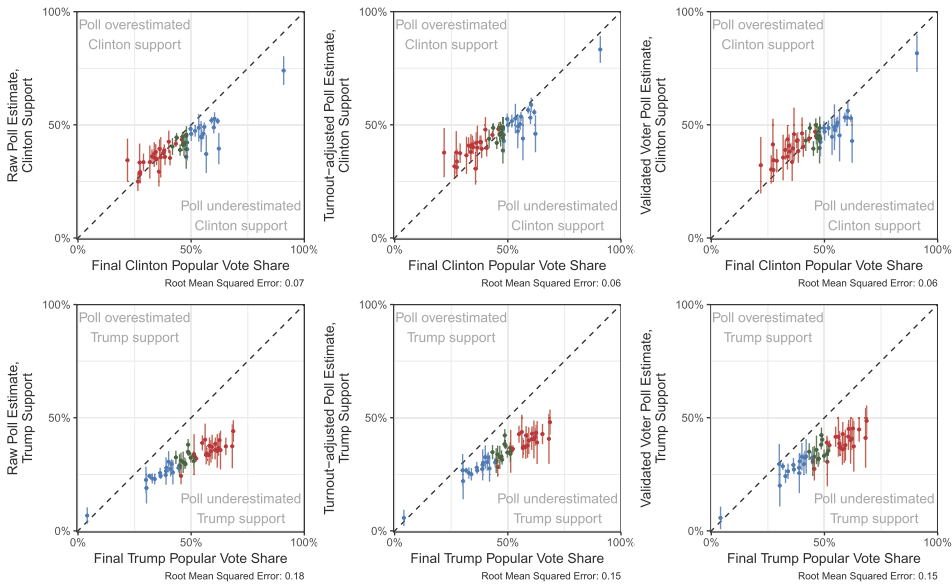 Raw Poll Estimate,
Clinton Support
100%
50%
0%
Poll overestimated
Clinton support
Poll underestimated
Clinton support
0%
50%
100%
Final Clinton Popular Vote Share
Root Mean Squared Error: 0.07
Turnout−adjusted Poll Estimate,
Clinton Support
100%
50%
0%
Poll overestimated
Clinton support
Poll underestimated
Clinton support
0%
50%
100%
Final Clinton Popular Vote Share
Root Mean Squared Error: 0.06
Validated Voter Poll Estimate,
Clinton Support
100%
50%
0%
Poll overestimated
Clinton support
Poll underestimated
Clinton support
0%
50%
100%
Final Clinton Popular Vote Share
Root Mean Squared Error: 0.06
Raw Poll Estimate,
Trump Support
100%
50%
0%
Poll overestimated
Trump support
Poll underestimated
Trump support
0%
50%
100%
Final Trump Popular Vote Share
Root Mean Squared Error: 0.18
Turnout−adjusted Poll Estimate,
Trump Support
100%
50%
0%
Poll overestimated
Trump support
Poll underestimated
Trump support
0%
50%
100%
Final Trump Popular Vote Share
Root Mean Squared Error: 0.15
Validated Voter Poll Estimate,
Trump Support
100%
50%
0%
Poll overestimated
Trump support
Poll underestimated
Trump support
0%
50%
100%
Final Trump Popular Vote Share
Root Mean Squared Error: 0.15